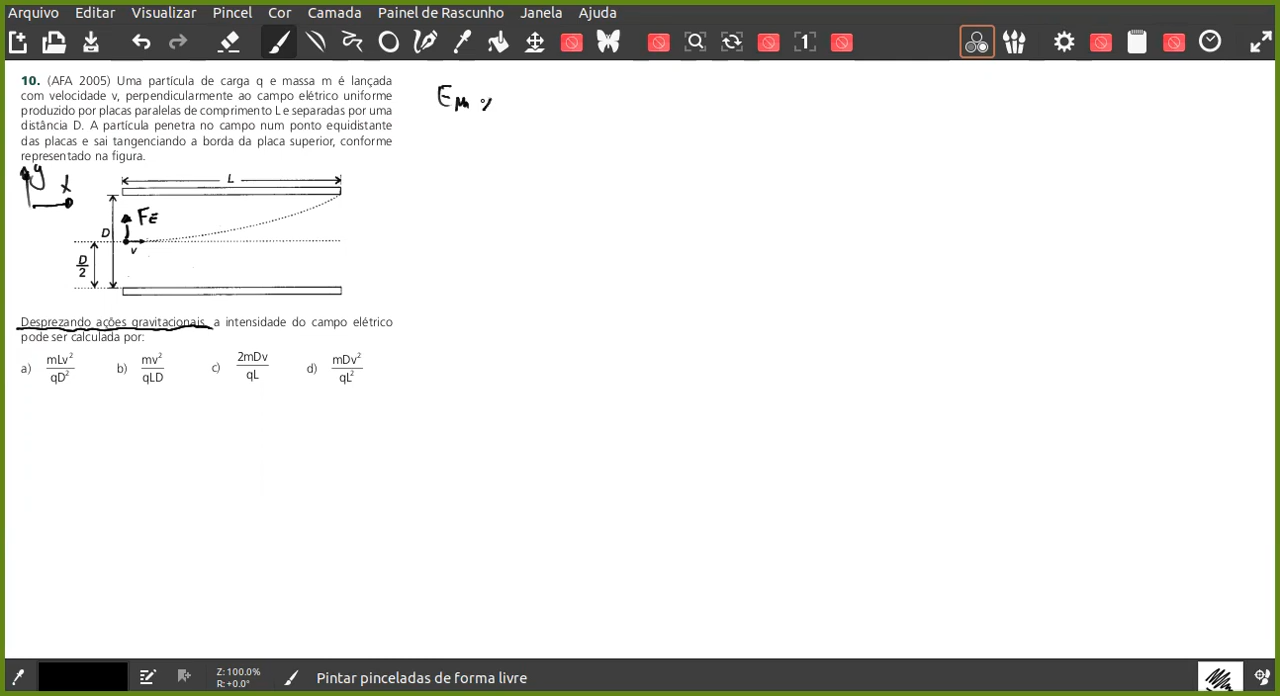 Arquivo Editar Visualizar Pincel Cor Camada Painel de Rascunho Janela Ajuda
10. (AFA 2005) Uma partícula de carga q e massa m é lançada
com velocidade v, perpendicularmente ao campo elétrico uniforme
produzido por placas paralelas de comprimento L e separadas por uma
distância D. A partícula penetra no campo num ponto equidistante
das placas e sai tangenciando a borda da placa superior, conforme
representado na figura.
y
x
L
FE
D
v
D/2
Desprezando ações gravitacionais, a intensidade do campo elétrico
pode ser calculada por:
a) mLv²/qD² b) mv²/qLD c) 2mDv/qL d) mDv²/qL²
Em
Z: 100.0%
R: +0.0°
Pintar pinceladas de forma livre